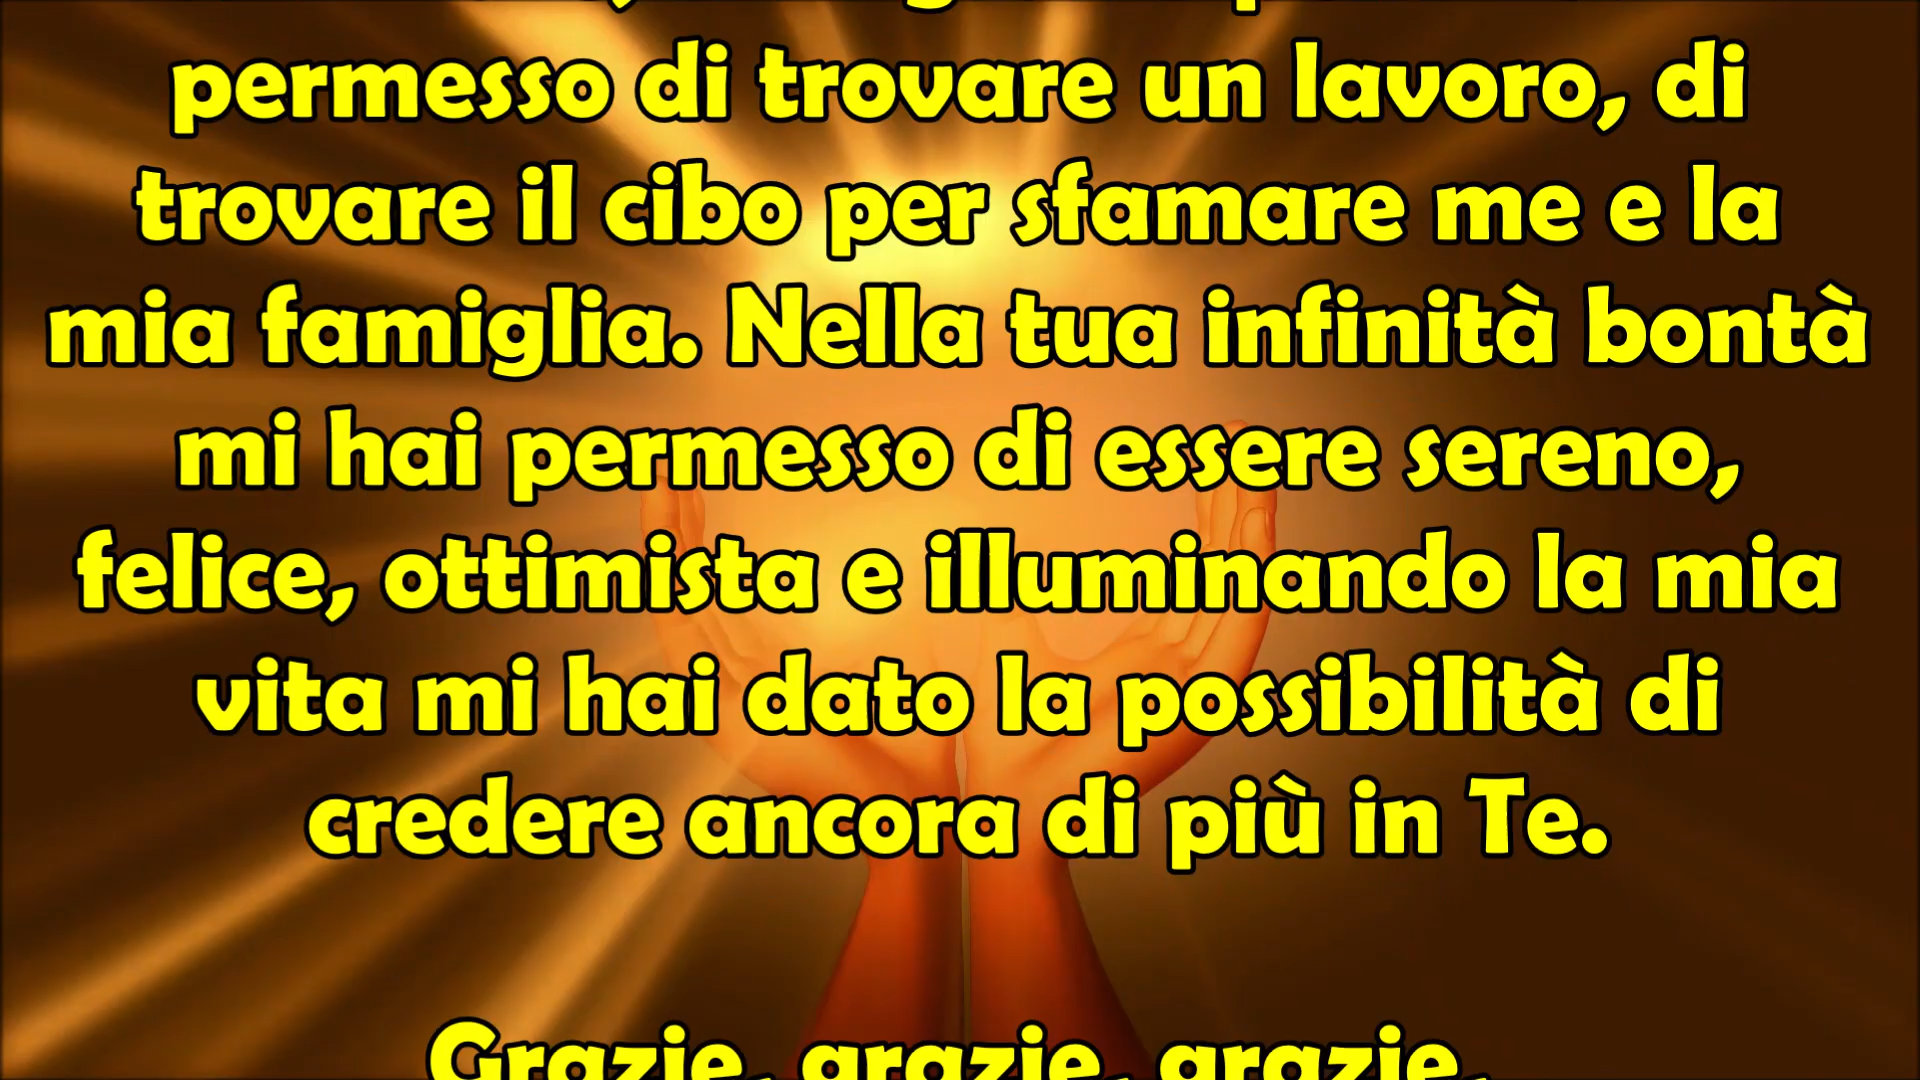 permesso di trovare un lavoro, di
trovare il cibo per sfamare me e la
mia famiglia. Nella tua infinità bontà
mi hai permesso di essere sereno,
felice, ottimista e illuminando la mia
vita mi hai dato la possibilità di
credere ancora di più in Te.
Grazie, grazie, grazie,